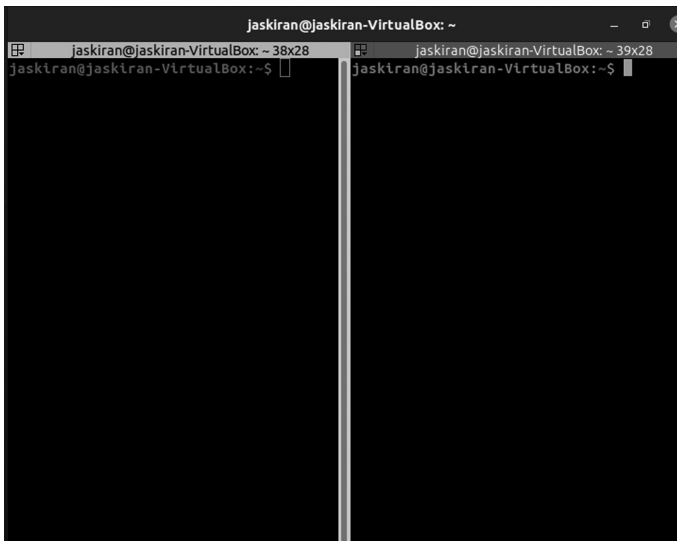 jaskiran@jaskiran-VirtualBox: ~
jaskiran@jaskiran-VirtualBox: ~ 38x28
jaskiran@jaskiran-VirtualBox:~$
jaskiran@jaskiran-VirtualBox: ~ 39x28
jaskiran@jaskiran-VirtualBox:~$